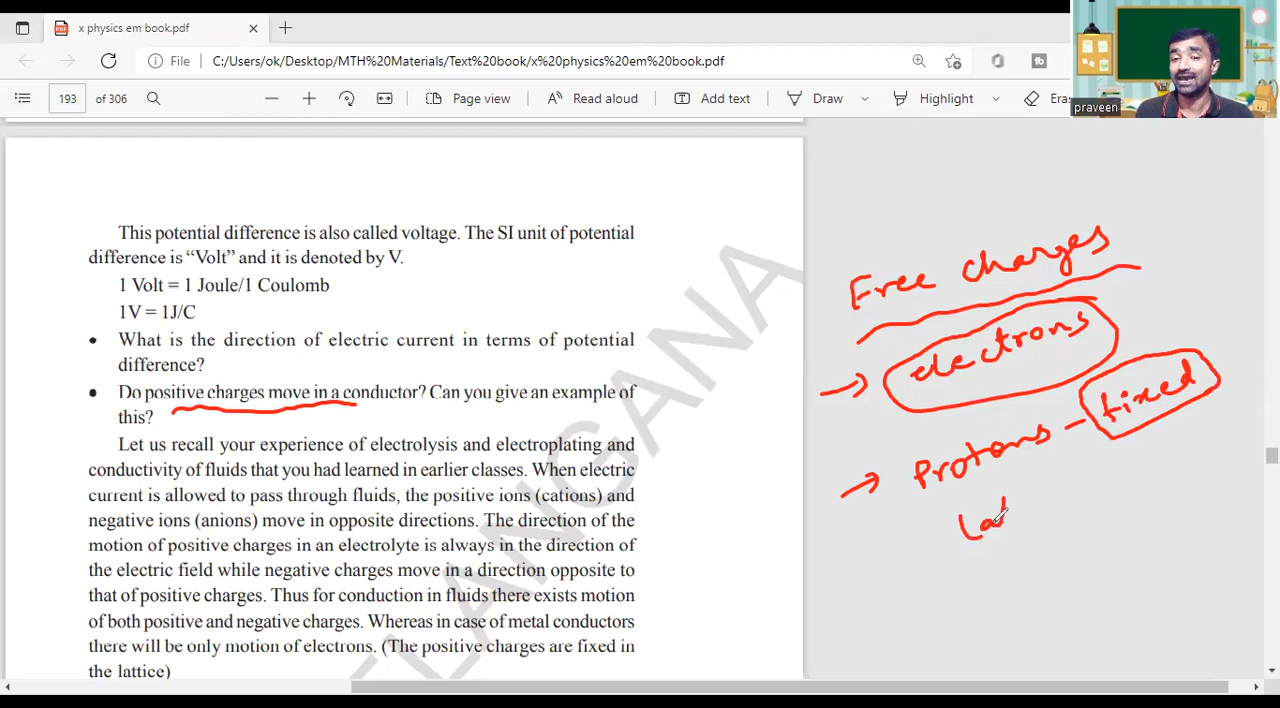 x physics em book.pdf
File C:/Users/ok/Desktop/MTH%20Materials/Text%20book/x%20physics%20em%20book.pdf
193 of 306 Page view Read aloud Add text Draw Highlight Eras
praveen
This potential difference is also called voltage. The SI unit of potential
difference is “Volt” and it is denoted by V.
1 Volt = 1 Joule/1 Coulomb
1V = 1J/C
• What is the direction of electric current in terms of potential
difference?
• Do positive charges move in a conductor? Can you give an example of
this?
Let us recall your experience of electrolysis and electroplating and
conductivity of fluids that you had learned in earlier classes. When electric
current is allowed to pass through fluids, the positive ions (cations) and
negative ions (anions) move in opposite directions. The direction of the
motion of positive charges in an electrolyte is always in the direction of
the electric field while negative charges move in a direction opposite to
that of positive charges. Thus for conduction in fluids there exists motion
of both positive and negative charges. Whereas in case of metal conductors
there will be only motion of electrons. (The positive charges are fixed in
the lattice)
ELANGANA
Free charges
→ electrons
→ Protons - fixed
Lat